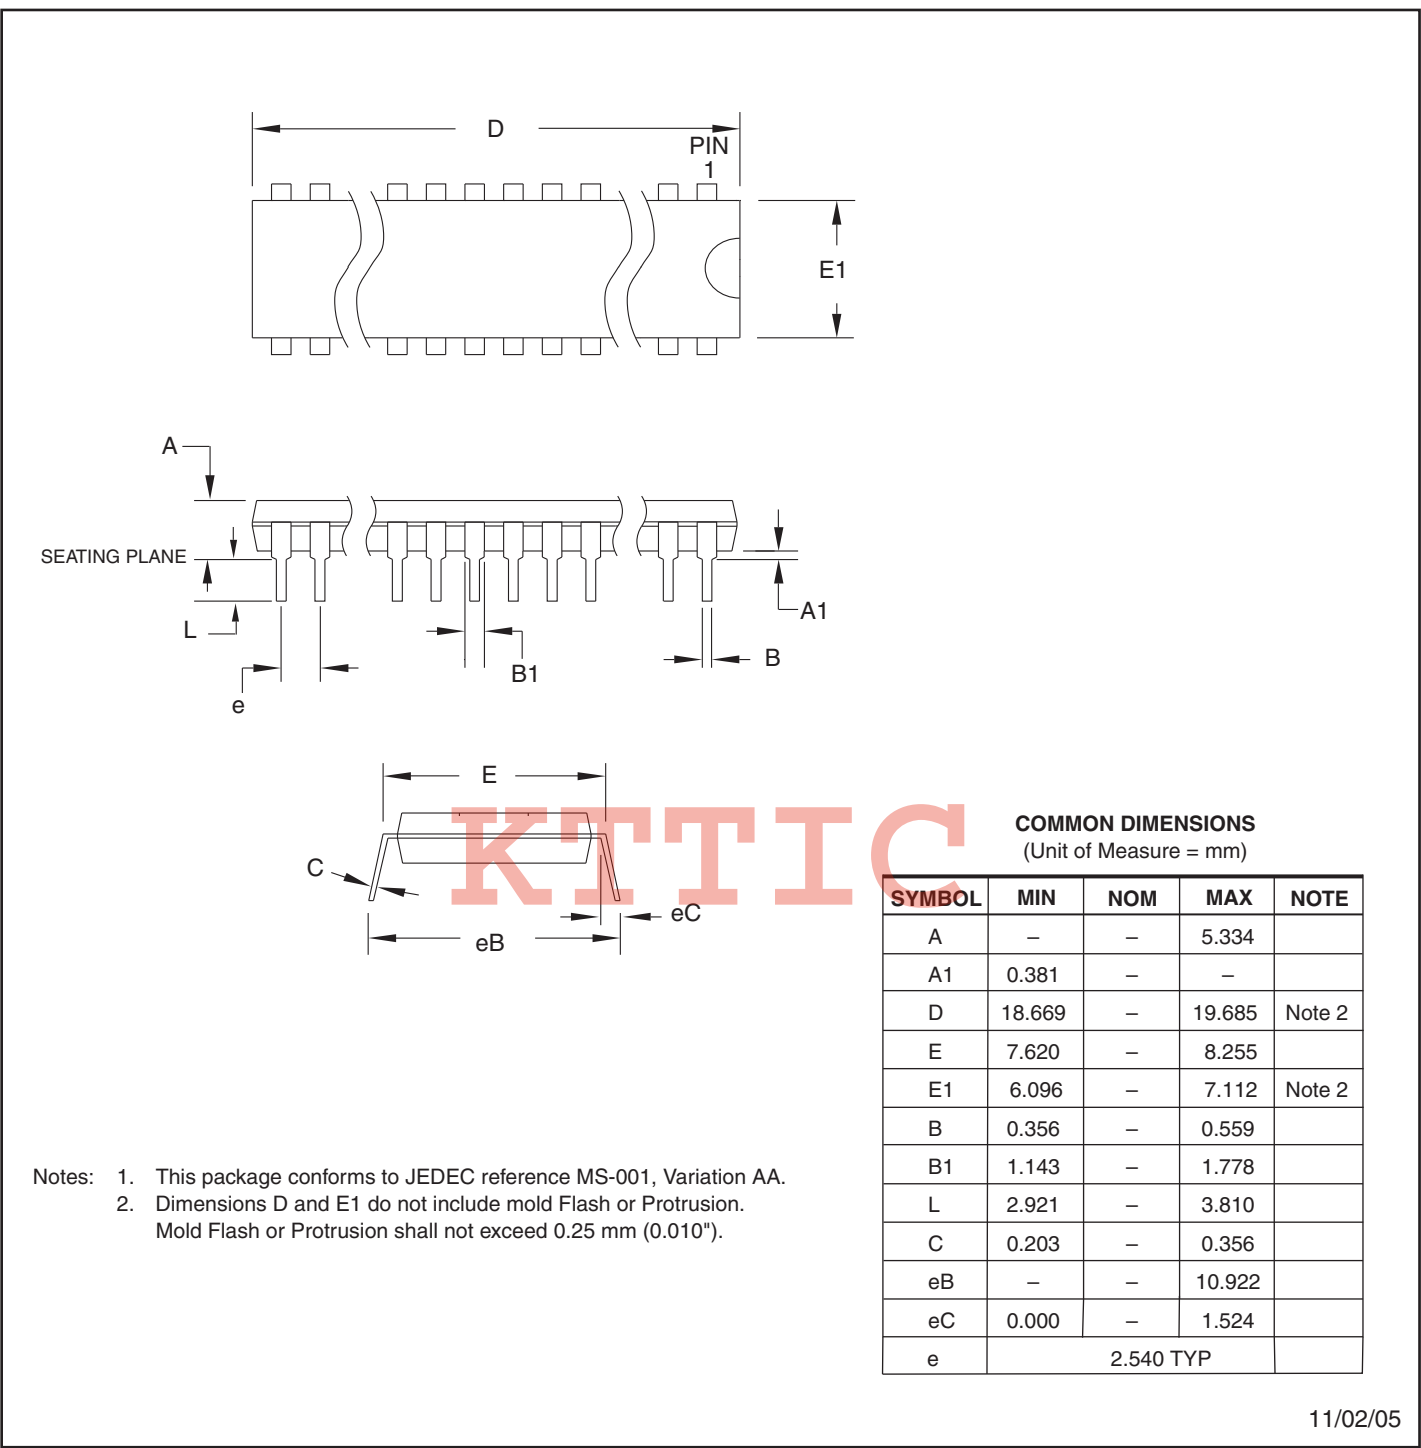 D
PIN
1
E1
A
SEATING PLANE
L
A1
B1
B
e
E
C
eC
eB
KTTIC
COMMON DIMENSIONS
(Unit of Measure = mm)
SYMBOL MIN NOM MAX NOTE
A – – 5.334
A1 0.381 – –
D 18.669 – 19.685 Note 2
E 7.620 – 8.255
E1 6.096 – 7.112 Note 2
B 0.356 – 0.559
B1 1.143 – 1.778
L 2.921 – 3.810
C 0.203 – 0.356
eB – – 10.922
eC 0.000 – 1.524
e 2.540 TYP
Notes: 1. This package conforms to JEDEC reference MS-001, Variation AA.
2. Dimensions D and E1 do not include mold Flash or Protrusion.
Mold Flash or Protrusion shall not exceed 0.25 mm (0.010").
11/02/05